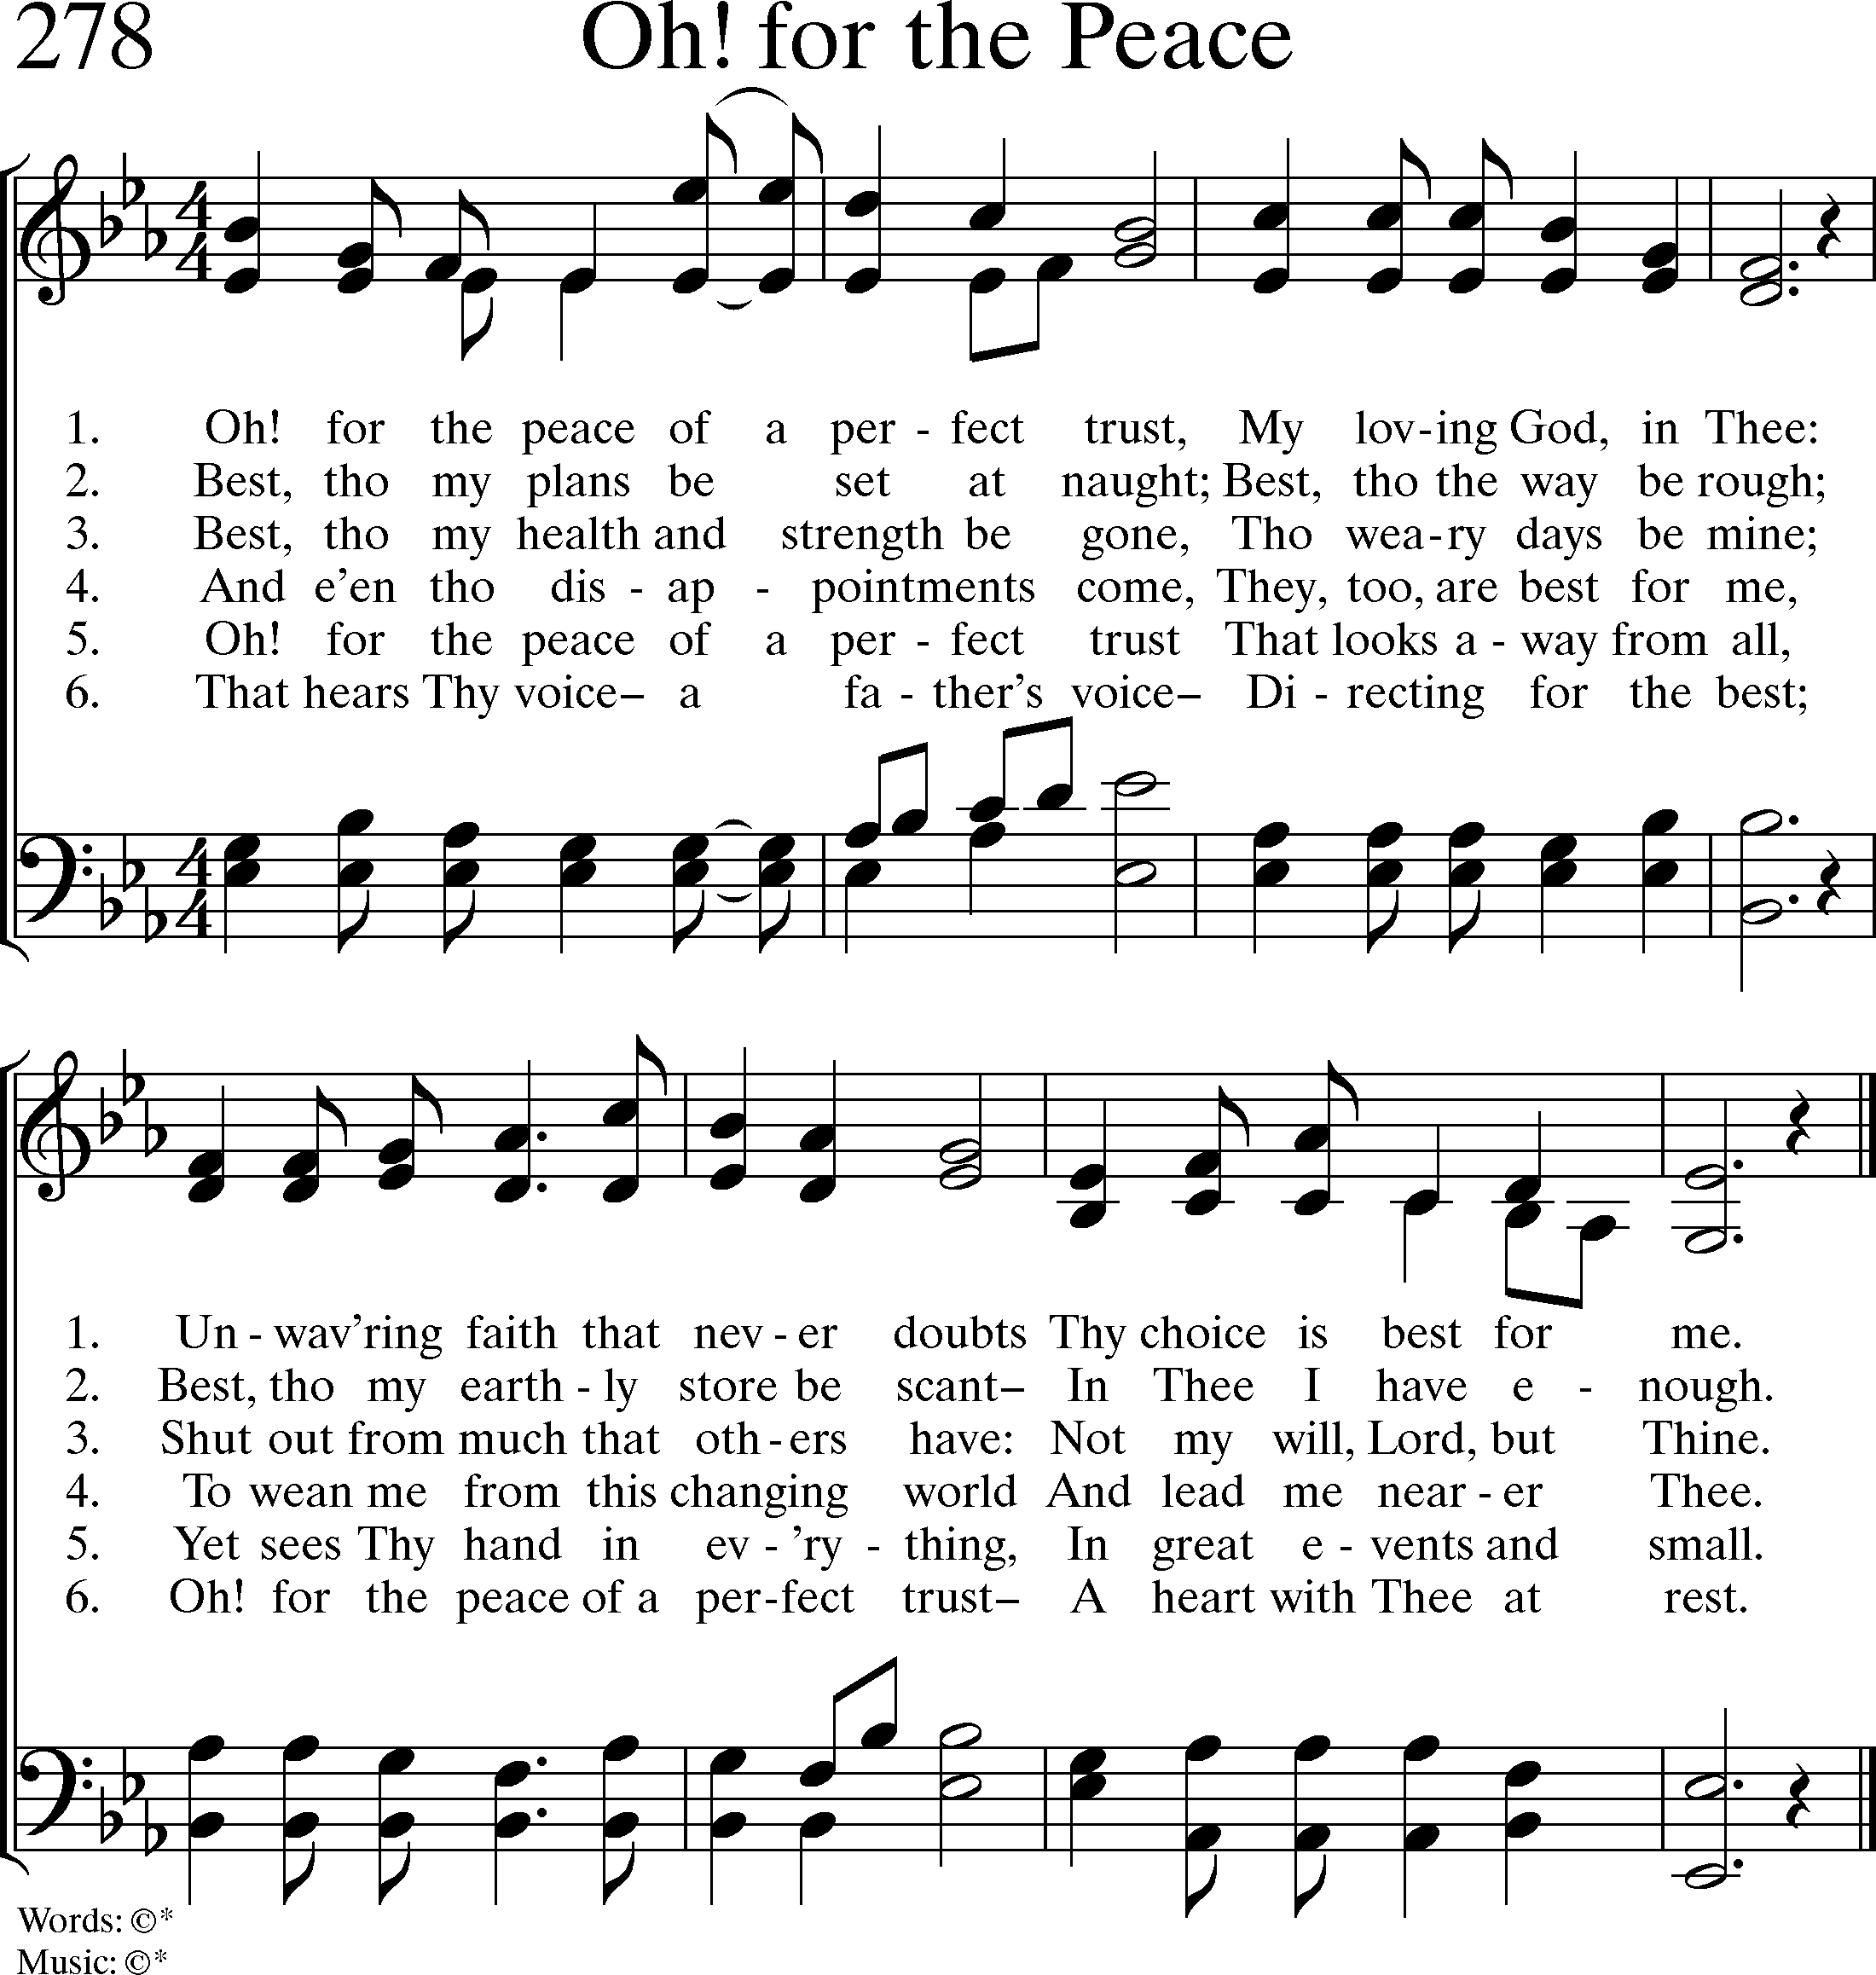 278 Oh! for the Peace
1. Oh! for the peace of a per - fect trust, My lov - ing God, in Thee:
2. Best, tho my plans be set at naught; Best, tho the way be rough;
3. Best, tho my health and strength be gone, Tho wea - ry days be mine;
4. And e'en tho dis - ap - pointments come, They, too, are best for me,
5. Oh! for the peace of a per - fect trust That looks a - way from all,
6. That hears Thy voice– a fa - ther's voice– Di - recting for the best;
1. Un - wav'ring faith that nev - er doubts Thy choice is best for me.
2. Best, tho my earth - ly store be scant– In Thee I have e - nough.
3. Shut out from much that oth - ers have: Not my will, Lord, but Thine.
4. To wean me from this changing world And lead me near - er Thee.
5. Yet sees Thy hand in ev - 'ry - thing, In great e - vents and small.
6. Oh! for the peace of a per - fect trust– A heart with Thee at rest.
Words: ©*
Music: ©*